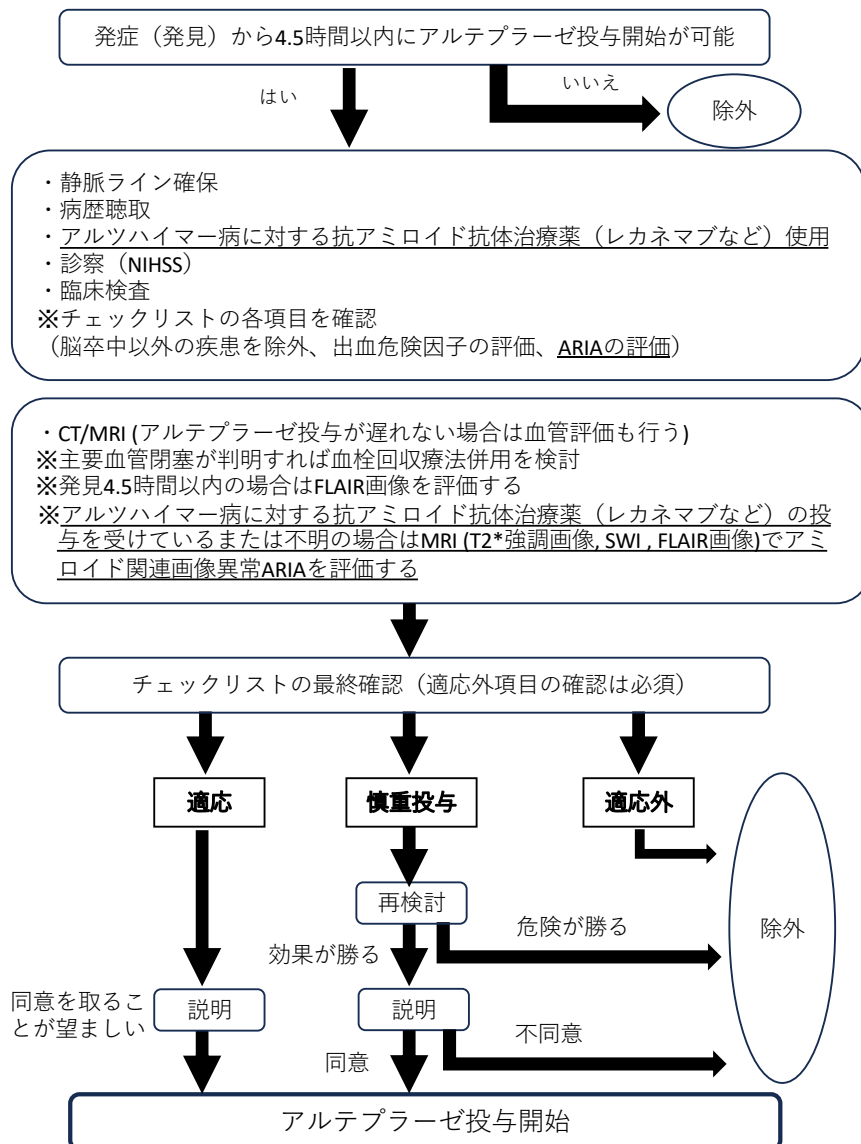 発症（発見）から4.5時間以内にアルテプラーゼ投与開始が可能
はい
いいえ
除外
・静脈ライン確保
・病歴聴取
・アルツハイマー病に対する抗アミロイド抗体治療薬（レカネマブなど）使用
・診察（NIHSS）
・臨床検査
※チェックリストの各項目を確認
（脳卒中以外の疾患を除外、出血危険因子の評価、ARIAの評価）
・CT/MRI (アルテプラーゼ投与が遅れない場合は血管評価も行う)
※主要血管閉塞が判明すれば血栓回収療法併用を検討
※発見4.5時間以内の場合はFLAIR画像を評価する
※アルツハイマー病に対する抗アミロイド抗体治療薬（レカネマブなど）の投
与を受けているまたは不明の場合はMRI (T2*強調画像, SWI , FLAIR画像)でアミ
ロイド関連画像異常ARIAを評価する
チェックリストの最終確認（適応外項目の確認は必須）
適応
慎重投与
適応外
再検討
効果が勝る
危険が勝る
除外
同意を取るこ
とが望ましい
説明
説明
同意
不同意
アルテプラーゼ投与開始